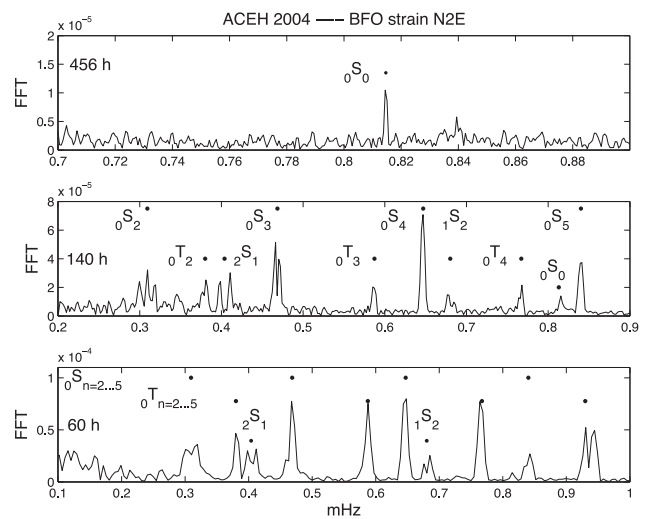 ACEH 2004 —–– BFO strain N2E
x 10⁻⁵
2
1.5
1
0.5
0
FFT
456 h
₀S₀
0.7 0.72 0.74 0.76 0.78 0.8 0.82 0.84 0.86 0.88
x 10⁻⁵
8
6
4
2
0
FFT
140 h
₀S₂ ₀S₃ ₀S₄ ₁S₂ ₀S₅
₀T₂ ₂S₁ ₀T₃ ₀T₄ ₀S₀
0.2 0.3 0.4 0.5 0.6 0.7 0.8 0.9
x 10⁻⁴
1
0.5
0
FFT
60 h
₀Sₙ₌₂...₅
₀Tₙ₌₂...₅
₂S₁ ₁S₂
0.1 0.2 0.3 0.4 0.5 0.6 0.7 0.8 0.9 1
mHz